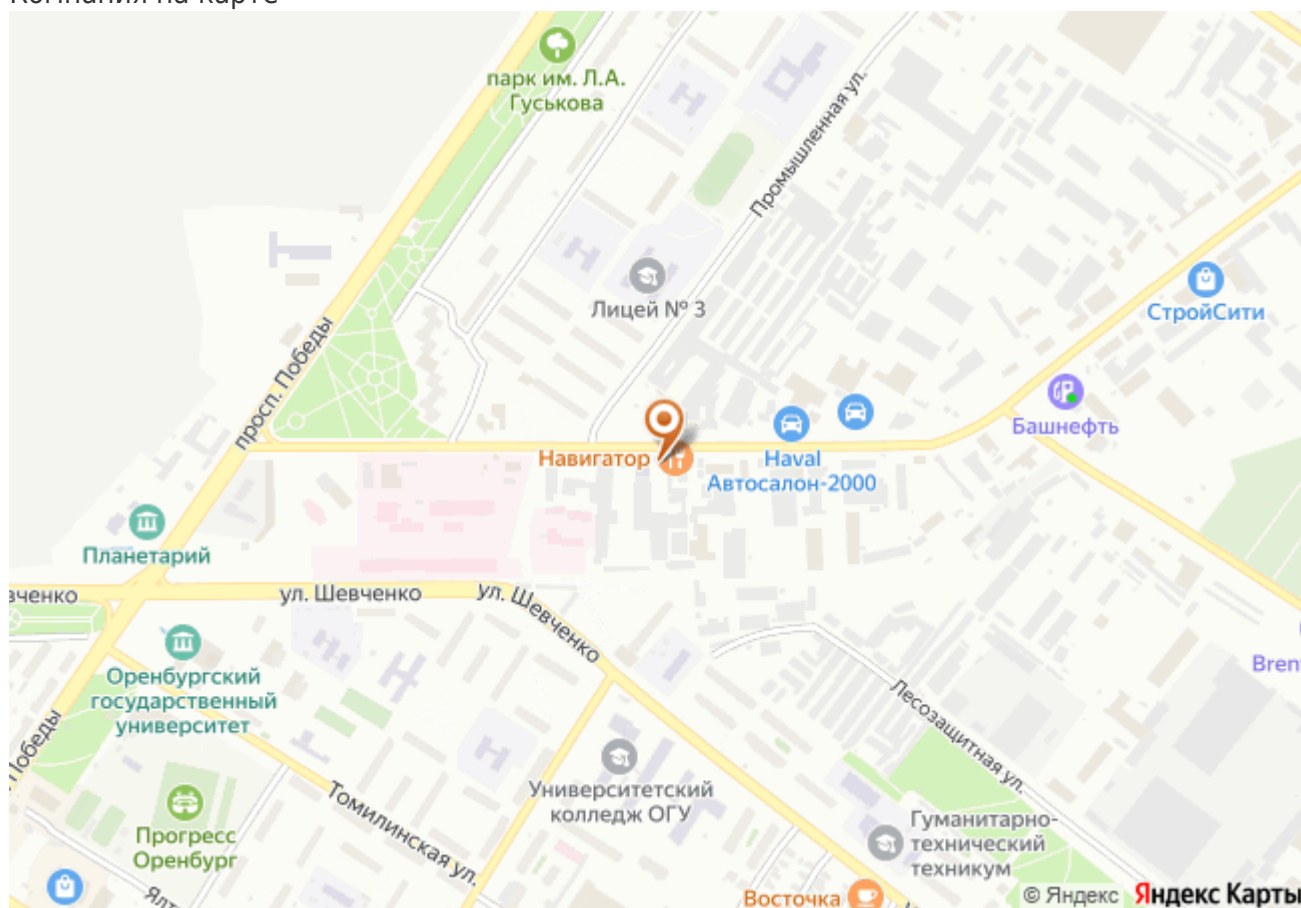 Компания на карте
парк им. Л.А.
Гуськова
Промышленная ул.
Лицей № 3
СтройСити
просп. Победы
Башнефть
Навигатор
Haval
Автосалон-2000
Планетарий
вченко
ул. Шевченко
ул. Шевченко
Оренбургский
государственный
университет
Bren
Лесозащитная ул.
Победы
Университетский
колледж ОГУ
Томилинская ул.
Прогресс
Оренбург
Гуманитарно-
технический
техникум
Ялт
Восточка
© Яндекс Яндекс Карты